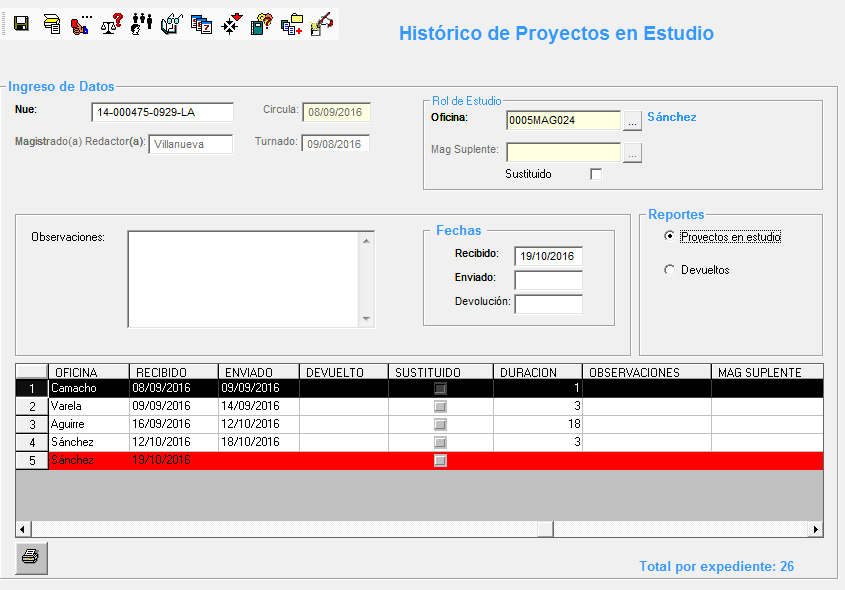 Histórico de Proyectos en Estudio
Ingreso de Datos
Nue: 14-000475-0929-LA Circula: 08/09/2016
Magistrado(a) Redactor(a): Villanueva Turnado: 09/08/2016
Rol de Estudio
Oficina: 0005MAG024 ... Sánchez
Mag Suplente: ...
Sustituido
Observaciones:
Fechas
Recibido: 19/10/2016
Enviado:
Devolución:
Reportes
Proyectos en estudio
Devueltos
OFICINA RECIBIDO ENVIADO DEVUELTO SUSTITUIDO DURACION OBSERVACIONES MAG SUPLENTE
1 Camacho 08/09/2016 09/09/2016 1
2 Varela 09/09/2016 14/09/2016 3
3 Aguirre 16/09/2016 12/10/2016 18
4 Sánchez 12/10/2016 18/10/2016 3
5 Sánchez 19/10/2016
Total por expediente: 26